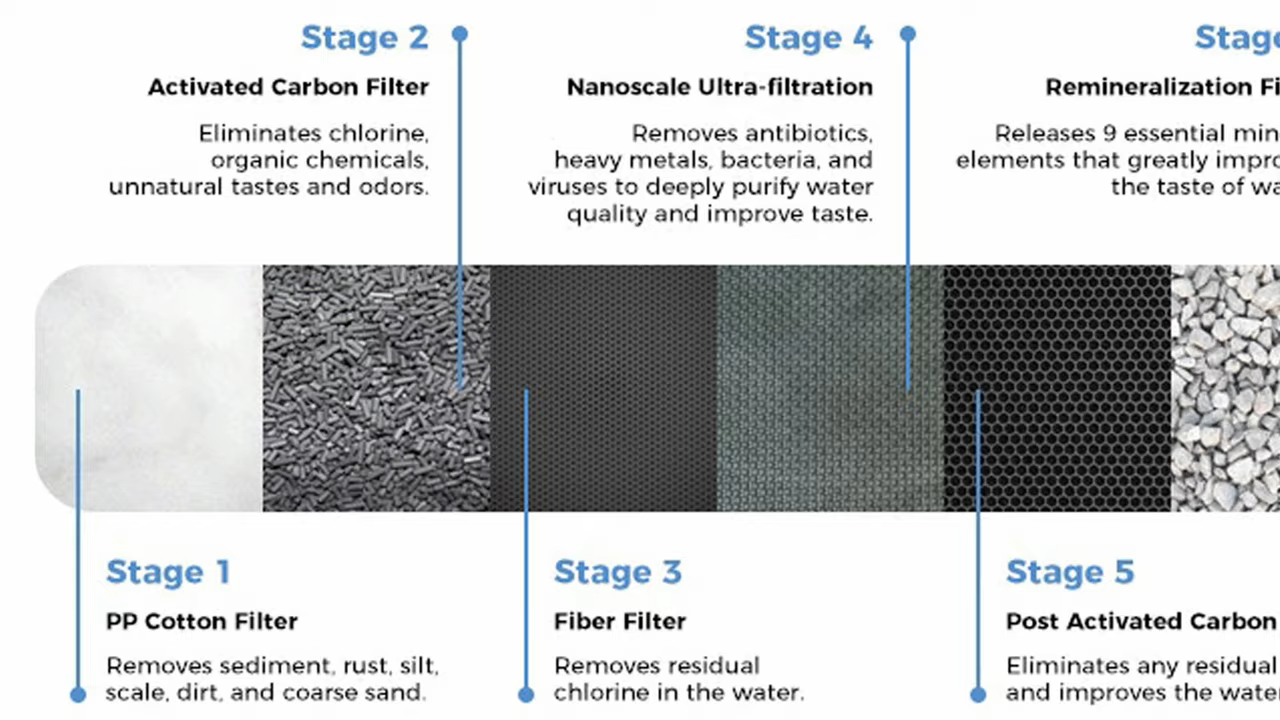 Stage 2
Activated Carbon Filter
Eliminates chlorine,
organic chemicals,
unnatural tastes and odors.
Stage 4
Nanoscale Ultra-filtration
Removes antibiotics,
heavy metals, bacteria, and
viruses to deeply purify water
quality and improve taste.
Remineralization
Releases 9 essential
elements that greatly
the taste of
Stage 1
PP Cotton Filter
Removes sediment, rust, silt,
scale, dirt, and coarse sand.
Stage 3
Fiber Filter
Removes residual
chlorine in the water.
Stage 5
Post Activated Carbon
Eliminates any residual
and improves the water